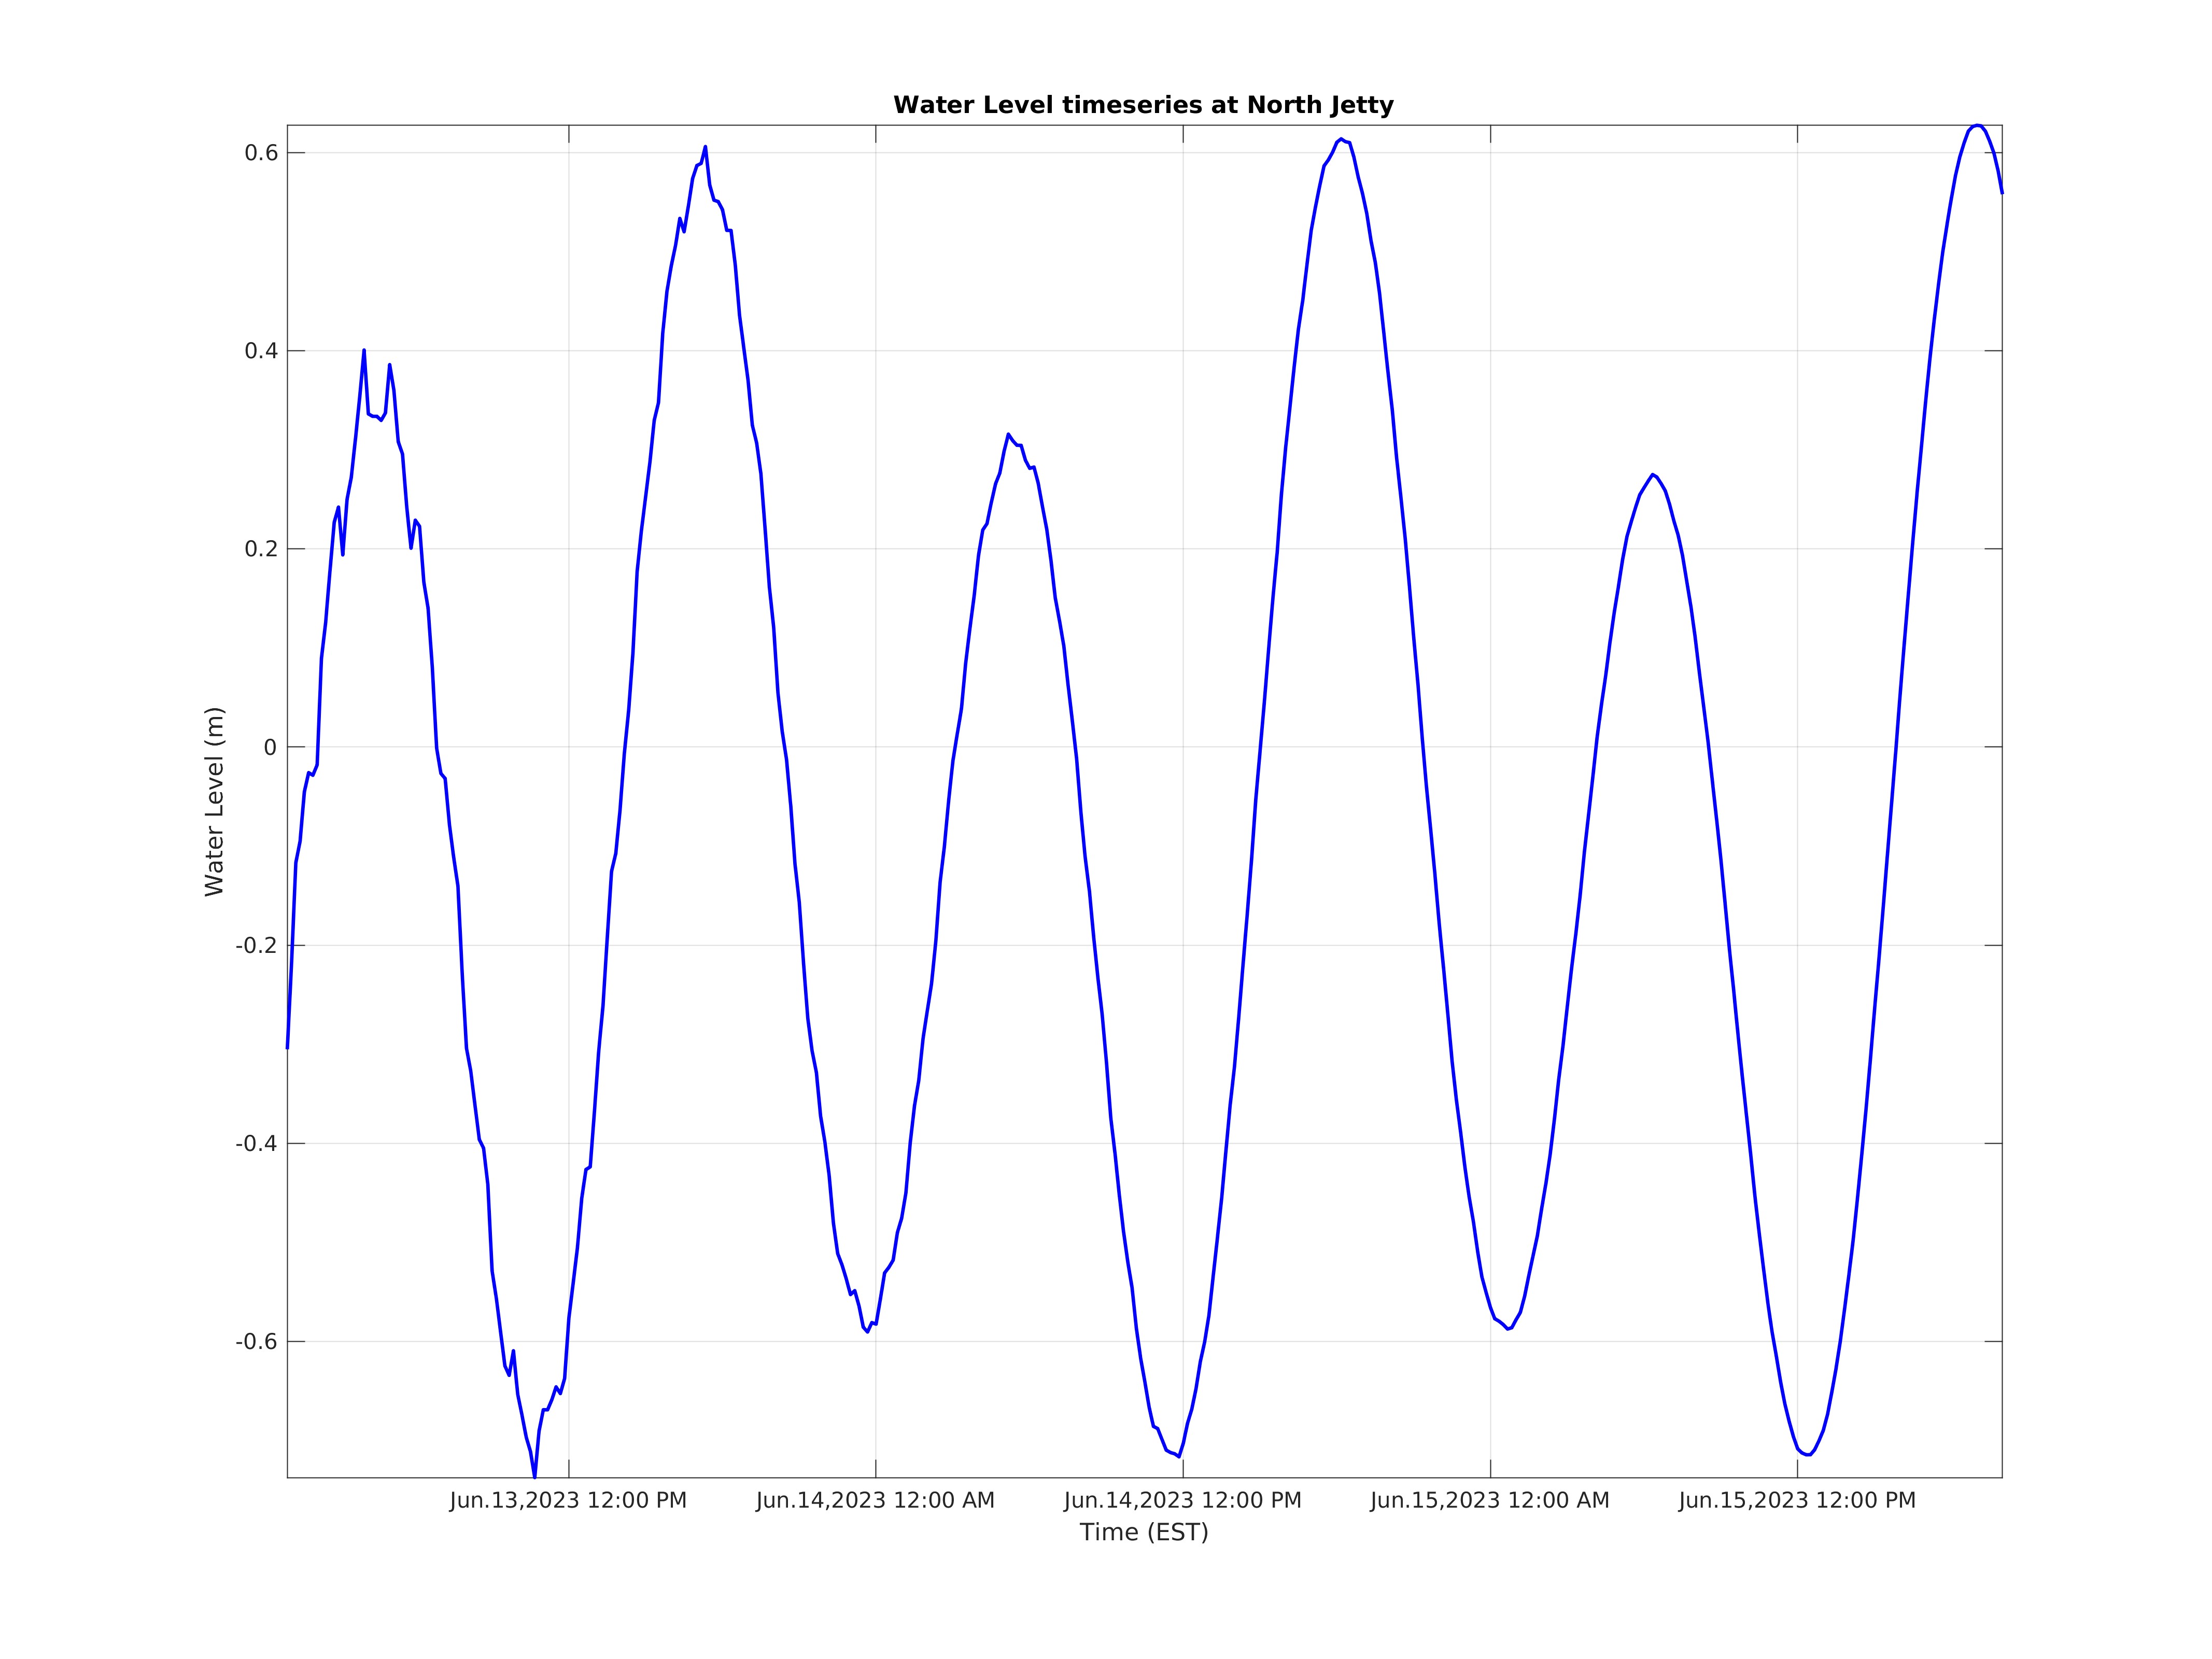 Water Level timeseries at North Jetty
0.6
0.4
0.2
0
-0.2
-0.4
-0.6
Water Level (m)
Jun.13,2023 12:00 PM
Jun.14,2023 12:00 AM
Jun.14,2023 12:00 PM
Jun.15,2023 12:00 AM
Jun.15,2023 12:00 PM
Time (EST)